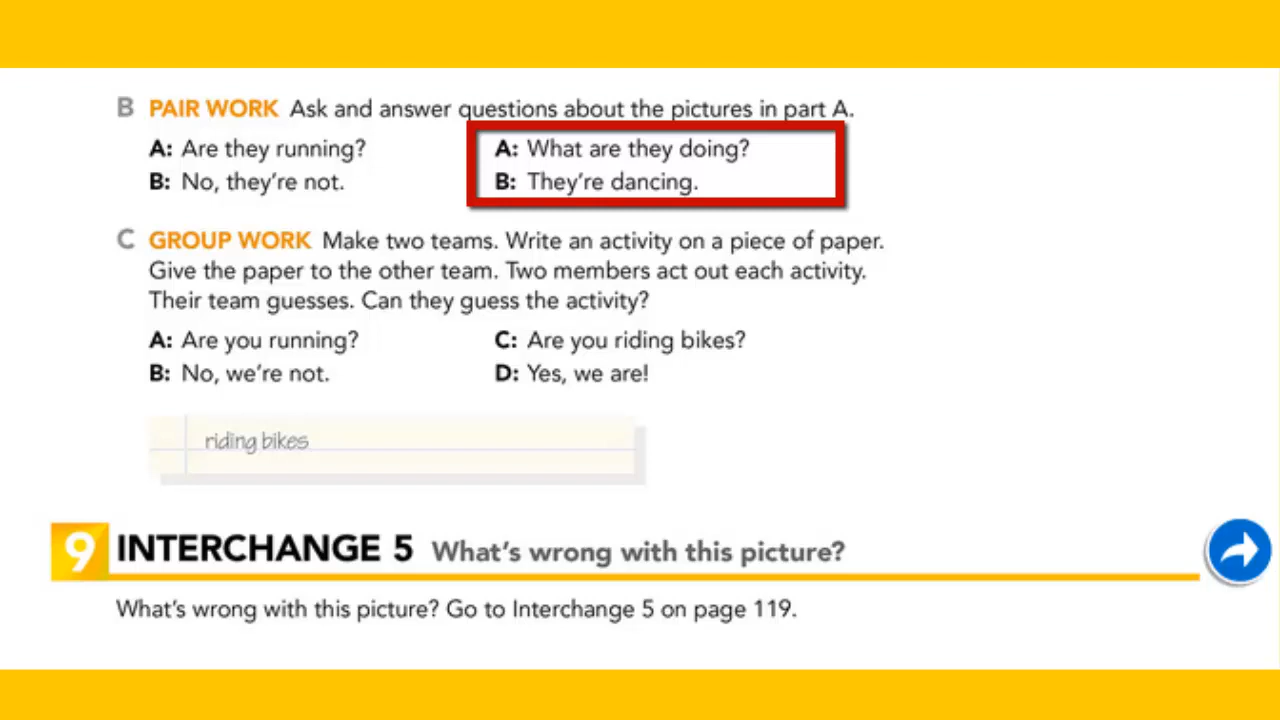 B PAIR WORK Ask and answer questions about the pictures in part A.
A: Are they running?
B: No, they're not.
A: What are they doing?
B: They're dancing.
C GROUP WORK Make two teams. Write an activity on a piece of paper.
Give the paper to the other team. Two members act out each activity.
Their team guesses. Can they guess the activity?
A: Are you running?
B: No, we're not.
C: Are you riding bikes?
D: Yes, we are!
riding bikes
9 INTERCHANGE 5 What's wrong with this picture?
What's wrong with this picture? Go to Interchange 5 on page 119.